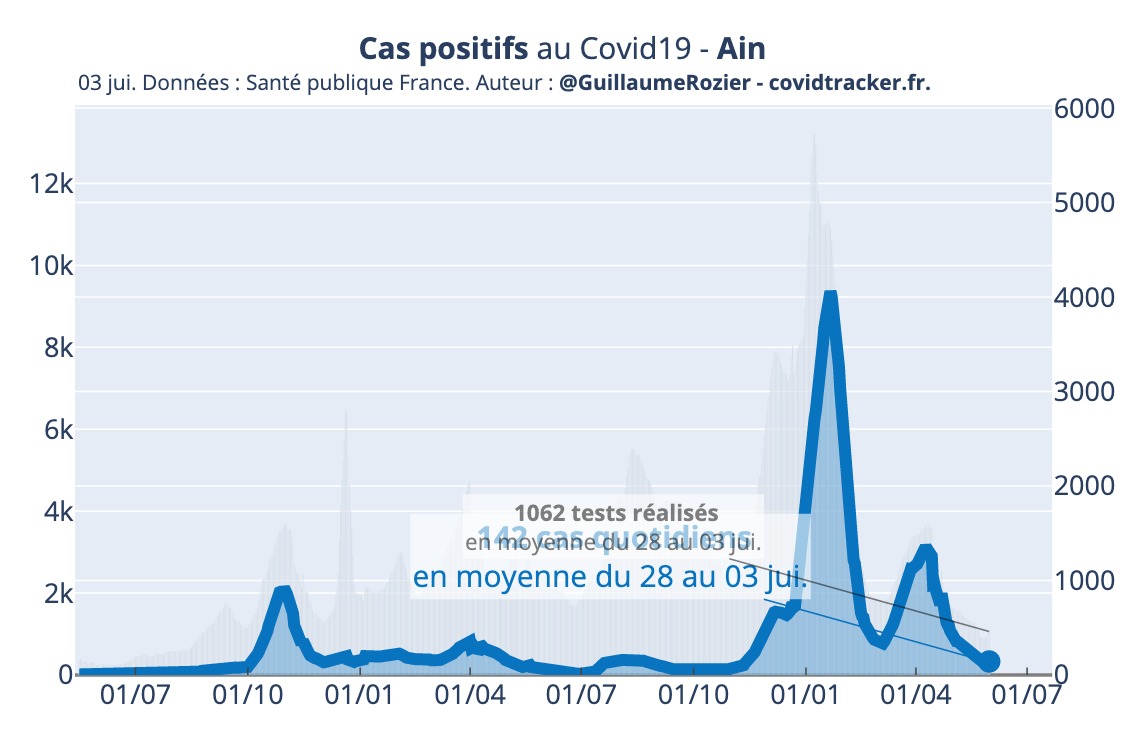 Cas positifs au Covid19 - Ain
03 jui. Données : Santé publique France. Auteur : @GuillaumeRozier - covidtracker.fr.
6000
12k
5000
10k
4000
8k
3000
6k
2000
4k
1062 tests réalisés
142 cas quotidiens
en moyenne du 28 au 03 jui.
en moyenne du 28 au 03 jui.
1000
2k
0
0
01/07 01/10 01/01 01/04 01/07 01/10 01/01 01/04 01/07